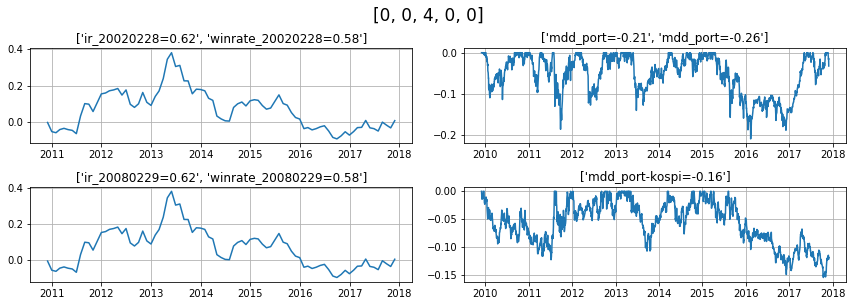 [0, 0, 4, 0, 0]
['ir_20020228=0.62', 'winrate_20020228=0.58']
0.4
0.2
0.0
2011 2012 2013 2014 2015 2016 2017 2018
['mdd_port=-0.21', 'mdd_port=-0.26']
0.0
−0.1
−0.2
2010 2011 2012 2013 2014 2015 2016 2017 2018
['ir_20080229=0.62', 'winrate_20080229=0.58']
0.4
0.2
0.0
2011 2012 2013 2014 2015 2016 2017 2018
['mdd_port-kospi=-0.16']
0.00
−0.05
−0.10
−0.15
2010 2011 2012 2013 2014 2015 2016 2017 2018